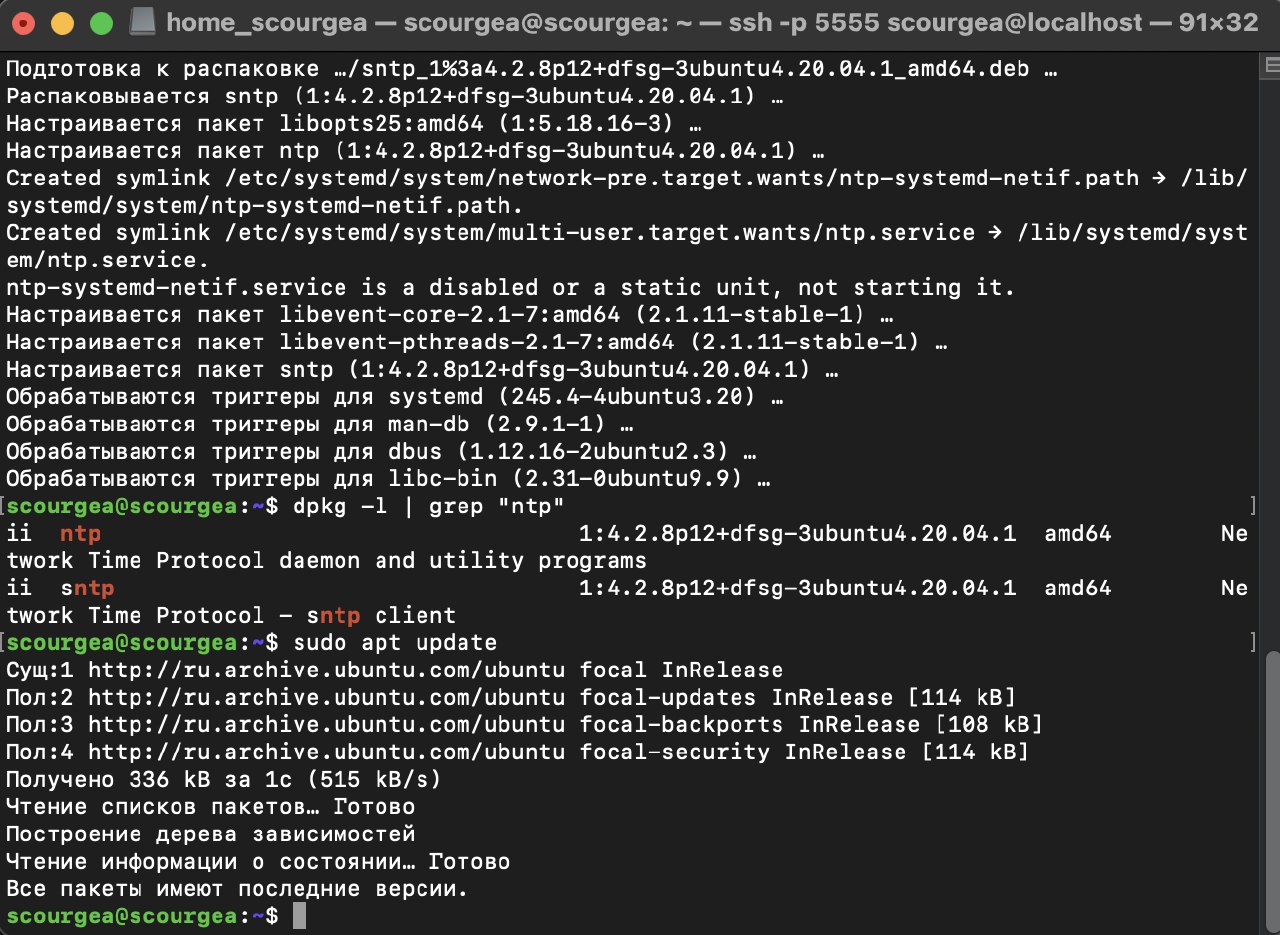 home_scourgea — scourgea@scourgea: ~ — ssh -p 5555 scourgea@localhost — 91×32
Подготовка к распаковке …/sntp_1%3a4.2.8p12+dfsg-3ubuntu4.20.04.1_amd64.deb …
Распаковывается sntp (1:4.2.8p12+dfsg-3ubuntu4.20.04.1) …
Настраивается пакет libopts25:amd64 (1:5.18.16-3) …
Настраивается пакет ntp (1:4.2.8p12+dfsg-3ubuntu4.20.04.1) …
Created symlink /etc/systemd/system/network-pre.target.wants/ntp-systemd-netif.path → /lib/
systemd/system/ntp-systemd-netif.path.
Created symlink /etc/systemd/system/multi-user.target.wants/ntp.service → /lib/systemd/syst
em/ntp.service.
ntp-systemd-netif.service is a disabled or a static unit, not starting it.
Настраивается пакет libevent-core-2.1-7:amd64 (2.1.11-stable-1) …
Настраивается пакет libevent-pthreads-2.1-7:amd64 (2.1.11-stable-1) …
Настраивается пакет sntp (1:4.2.8p12+dfsg-3ubuntu4.20.04.1) …
Обрабатываются триггеры для systemd (245.4-4ubuntu3.20) …
Обрабатываются триггеры для man-db (2.9.1-1) …
Обрабатываются триггеры для dbus (1.12.16-2ubuntu2.3) …
Обрабатываются триггеры для libc-bin (2.31-0ubuntu9.9) …
[scourgea@scourgea:~$ dpkg -l | grep "ntp" ]
ii  ntp                                   1:4.2.8p12+dfsg-3ubuntu4.20.04.1  amd64        Ne
twork Time Protocol daemon and utility programs
ii  sntp                                  1:4.2.8p12+dfsg-3ubuntu4.20.04.1  amd64        Ne
twork Time Protocol - sntp client
[scourgea@scourgea:~$ sudo apt update ]
Сущ:1 http://ru.archive.ubuntu.com/ubuntu focal InRelease
Пол:2 http://ru.archive.ubuntu.com/ubuntu focal-updates InRelease [114 kB]
Пол:3 http://ru.archive.ubuntu.com/ubuntu focal-backports InRelease [108 kB]
Пол:4 http://ru.archive.ubuntu.com/ubuntu focal-security InRelease [114 kB]
Получено 336 kB за 1с (515 kB/s)
Чтение списков пакетов… Готово
Построение дерева зависимостей
Чтение информации о состоянии… Готово
Все пакеты имеют последние версии.
scourgea@scourgea:~$